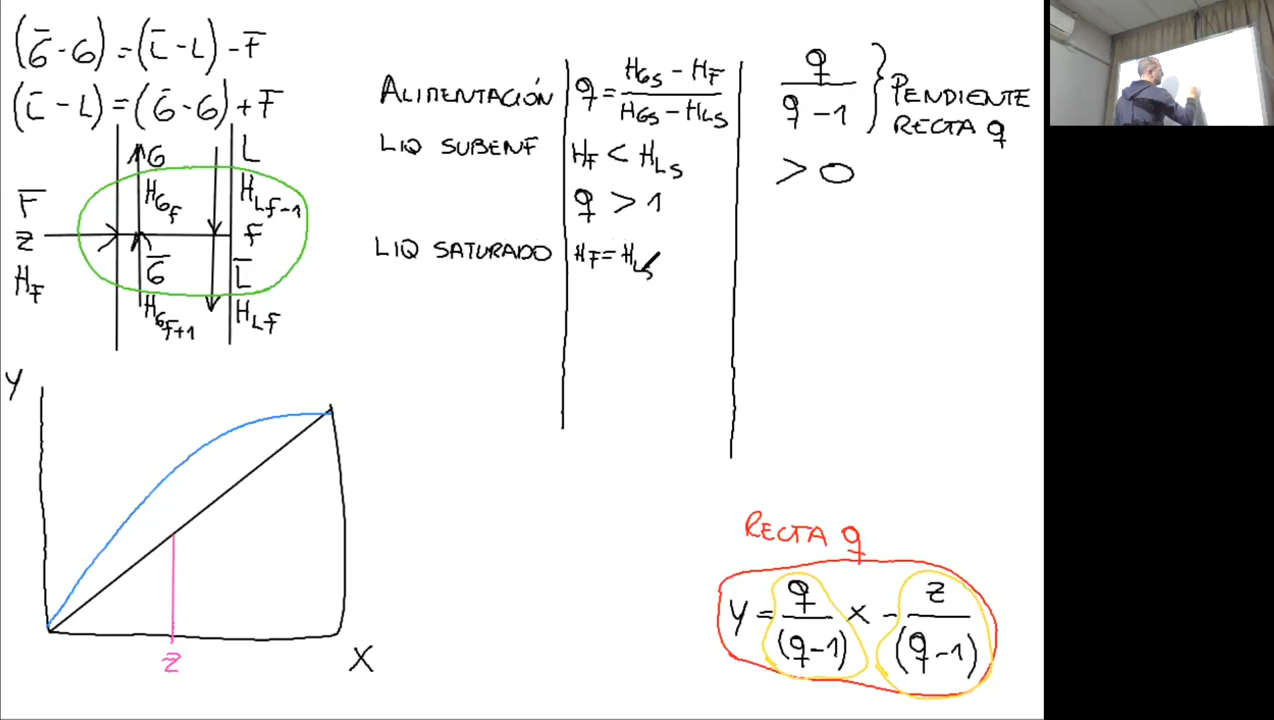 (G̅ - G) = (L̅ - L) - F̅
(L̅ - L) = (G̅ - G) + F̅
G L
H_Gf H_Lf-1
F̅
z f
H_F G̅ L̅
H_Gf+1 H_Lf
ALIMENTACIÓN q = (H_GS - H_F) / (H_GS - H_LS) q / (q - 1) } PENDIENTE
RECTA q
LIQ SUBENF H_F < H_LS > 0
q > 1
LIQ SATURADO H_F = H_LS
Y
z
X
RECTA q
y = q / (q-1) x - z / (q-1)